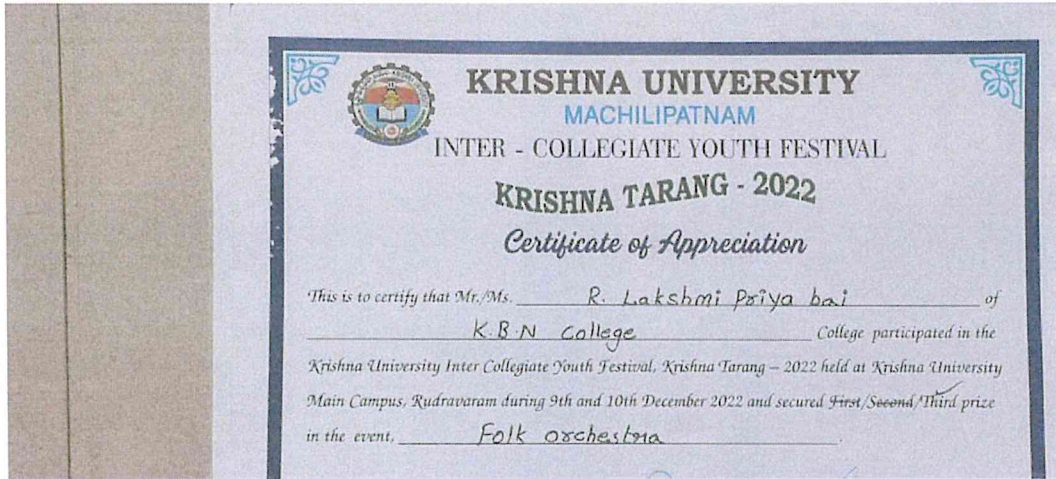 KRISHNA UNIVERSITY
MACHILIPATNAM
INTER - COLLEGIATE YOUTH FESTIVAL
KRISHNA TARANG - 2022
Certificate of Appreciation
This is to certify that Mr./Ms. R. Lakshmi Priya bai of
K.B.N College College participated in the
Krishna University Inter Collegiate Youth Festival, Krishna Tarang – 2022 held at Krishna University
Main Campus, Rudravaram during 9th and 10th December 2022 and secured First/Second/Third prize
in the event, Folk orchestra